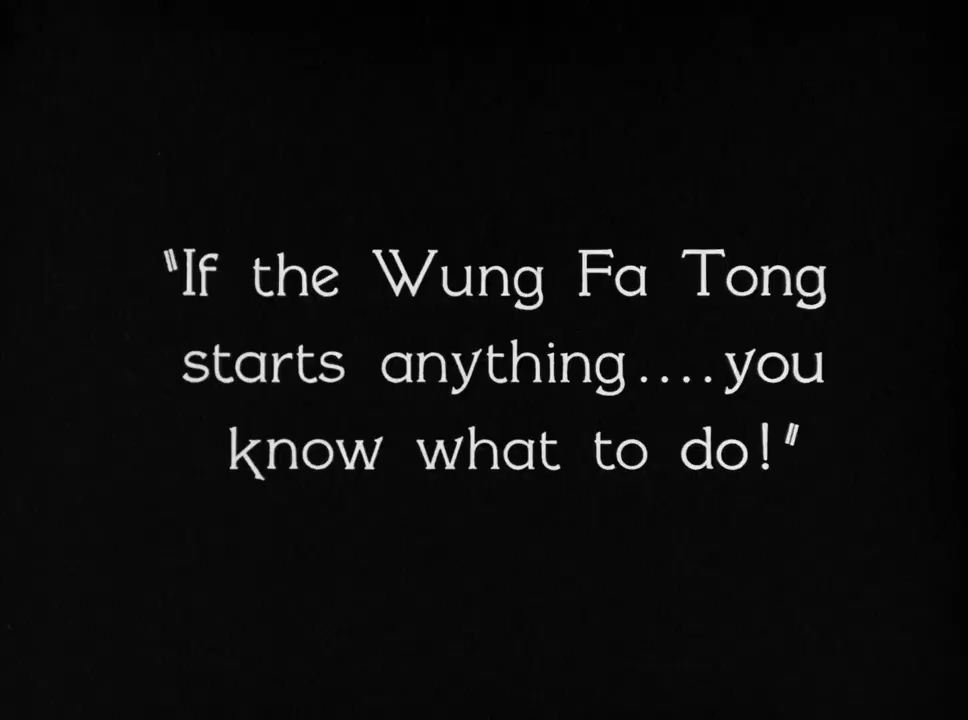 "If the Wung Fa Tong
starts anything....you
know what to do!"